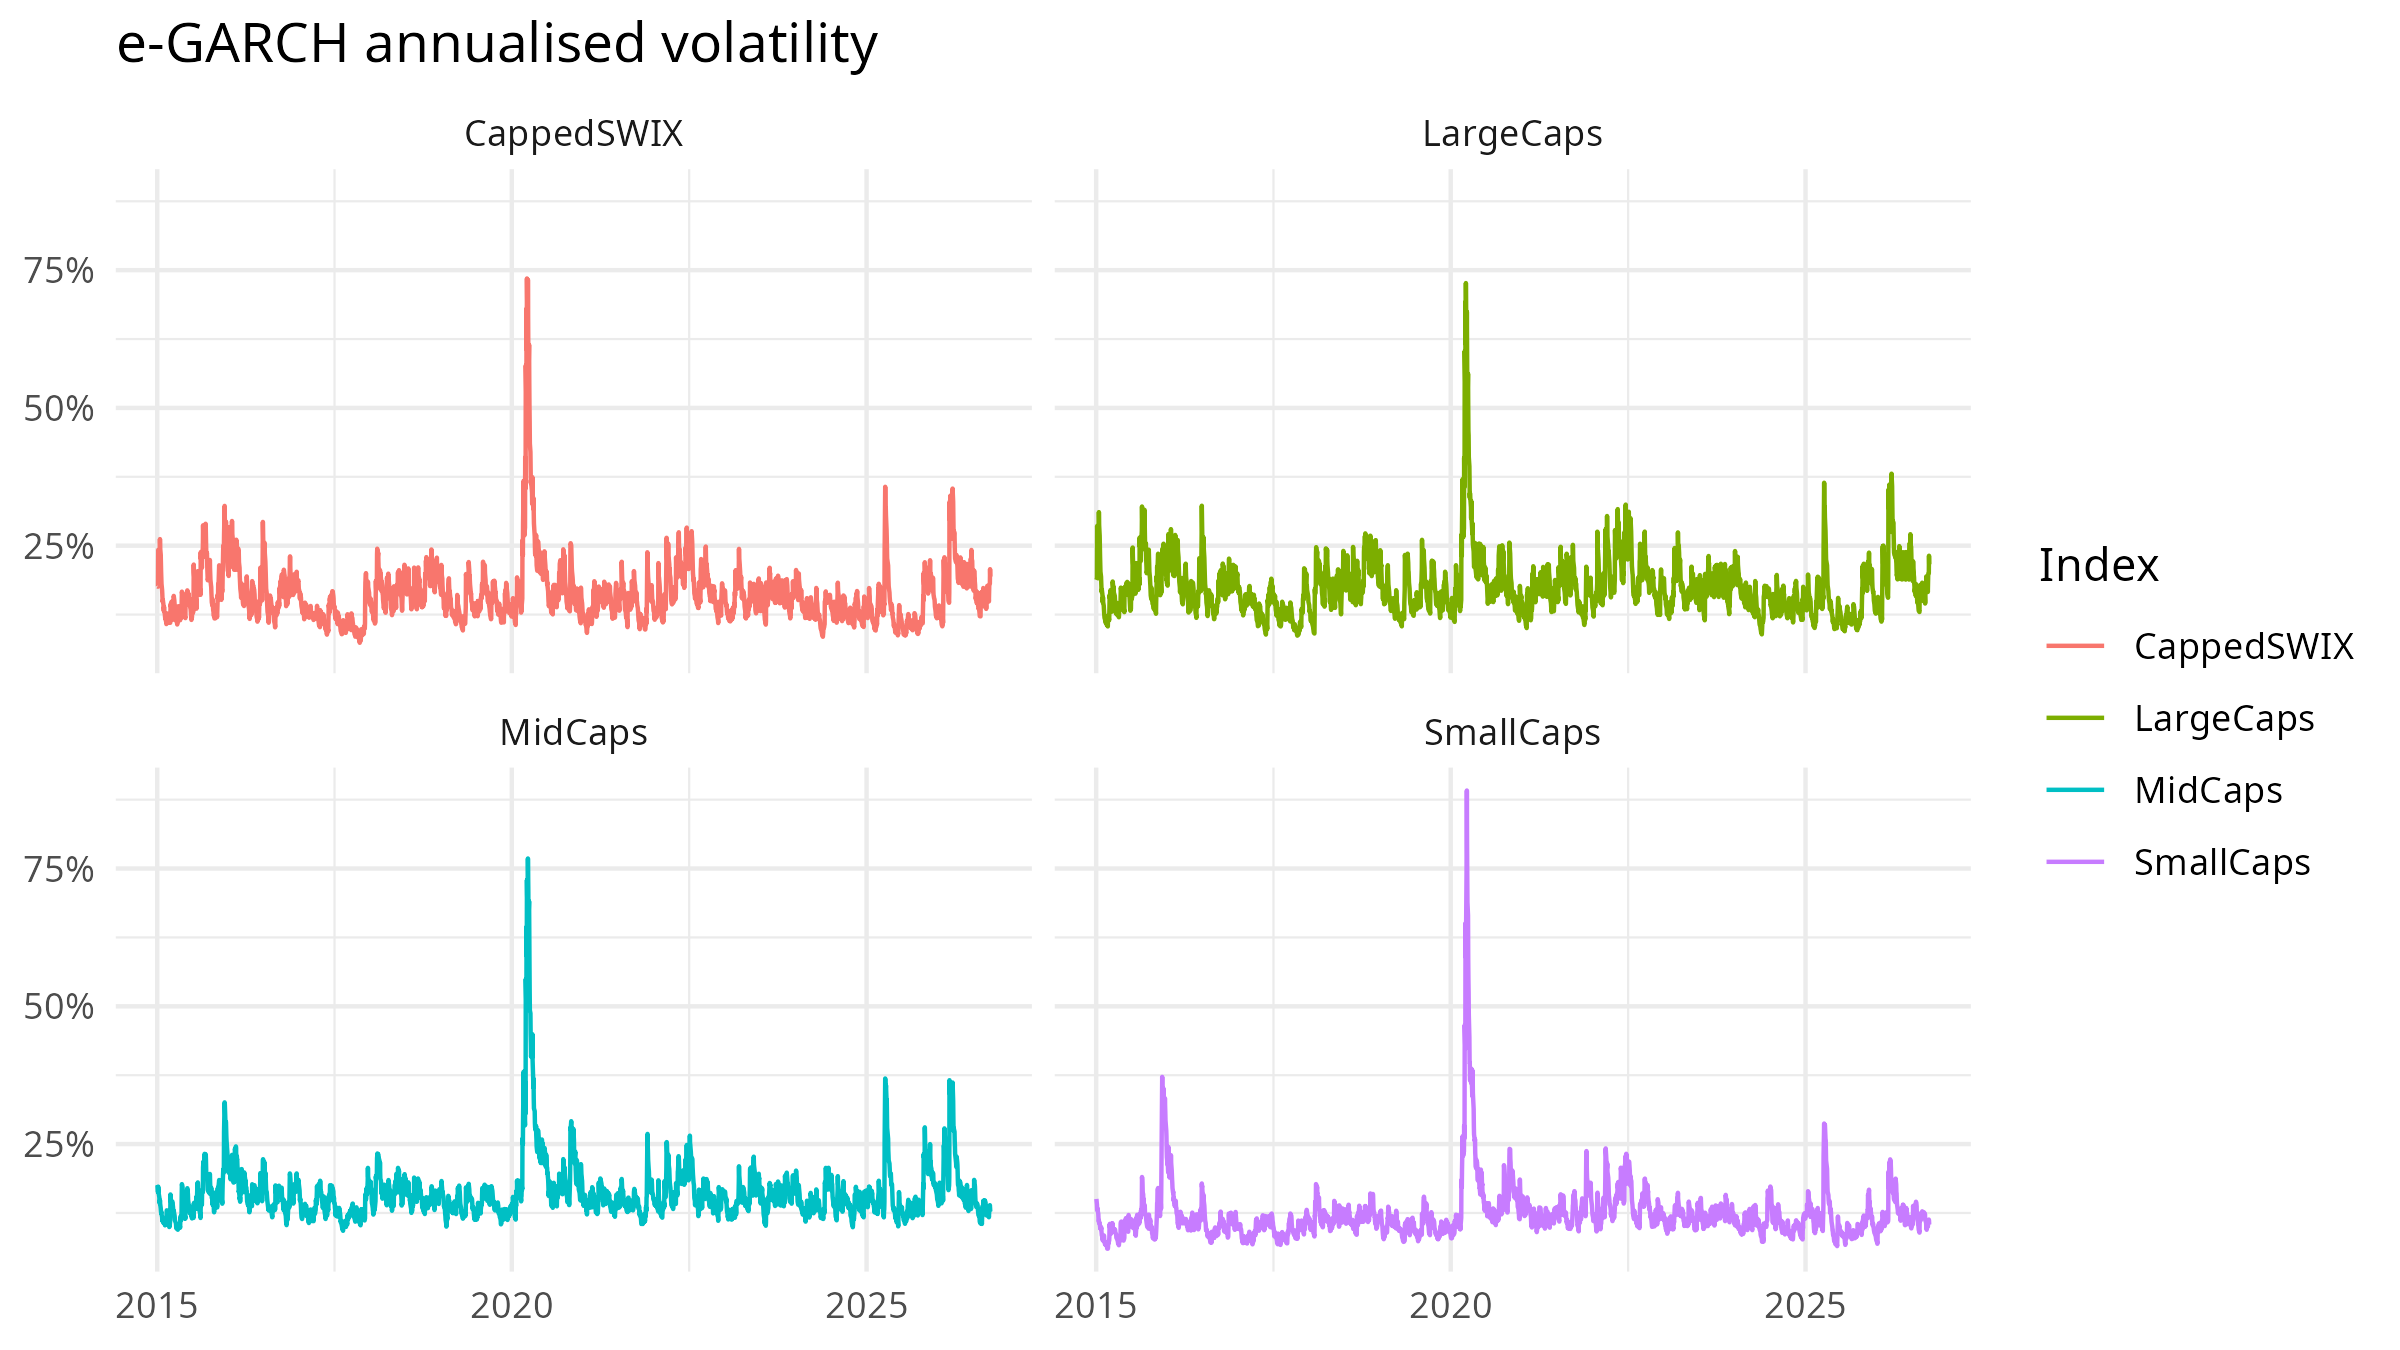 e-GARCH annualised volatility
CappedSWIX
LargeCaps
75%
50%
25%
MidCaps
SmallCaps
75%
50%
25%
2015
2020
2025
2015
2020
2025
Index
CappedSWIX
LargeCaps
MidCaps
SmallCaps